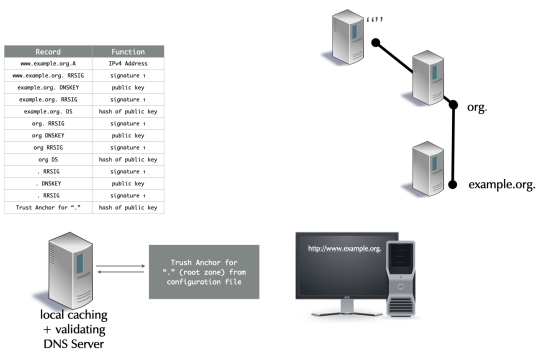 Record Function
www.example.org.A IPv4 Address
www.example.org. RRSIG signature ↑
example.org. DNSKEY public key
example.org. RRSIG signature ↑
example.org. DS hash of public key
org. RRSIG signature ↑
org DNSKEY public key
org RRSIG signature ↑
org DS hash of public key
. RRSIG signature ↑
. DNSKEY public key
. RRSIG signature ↑
Trust Anchor for "." hash of public key
“.”
org.
example.org.
local caching
+ validating
DNS Server
Trush Anchor for
"." (root zone) from
configuration file
http://www.example.org.